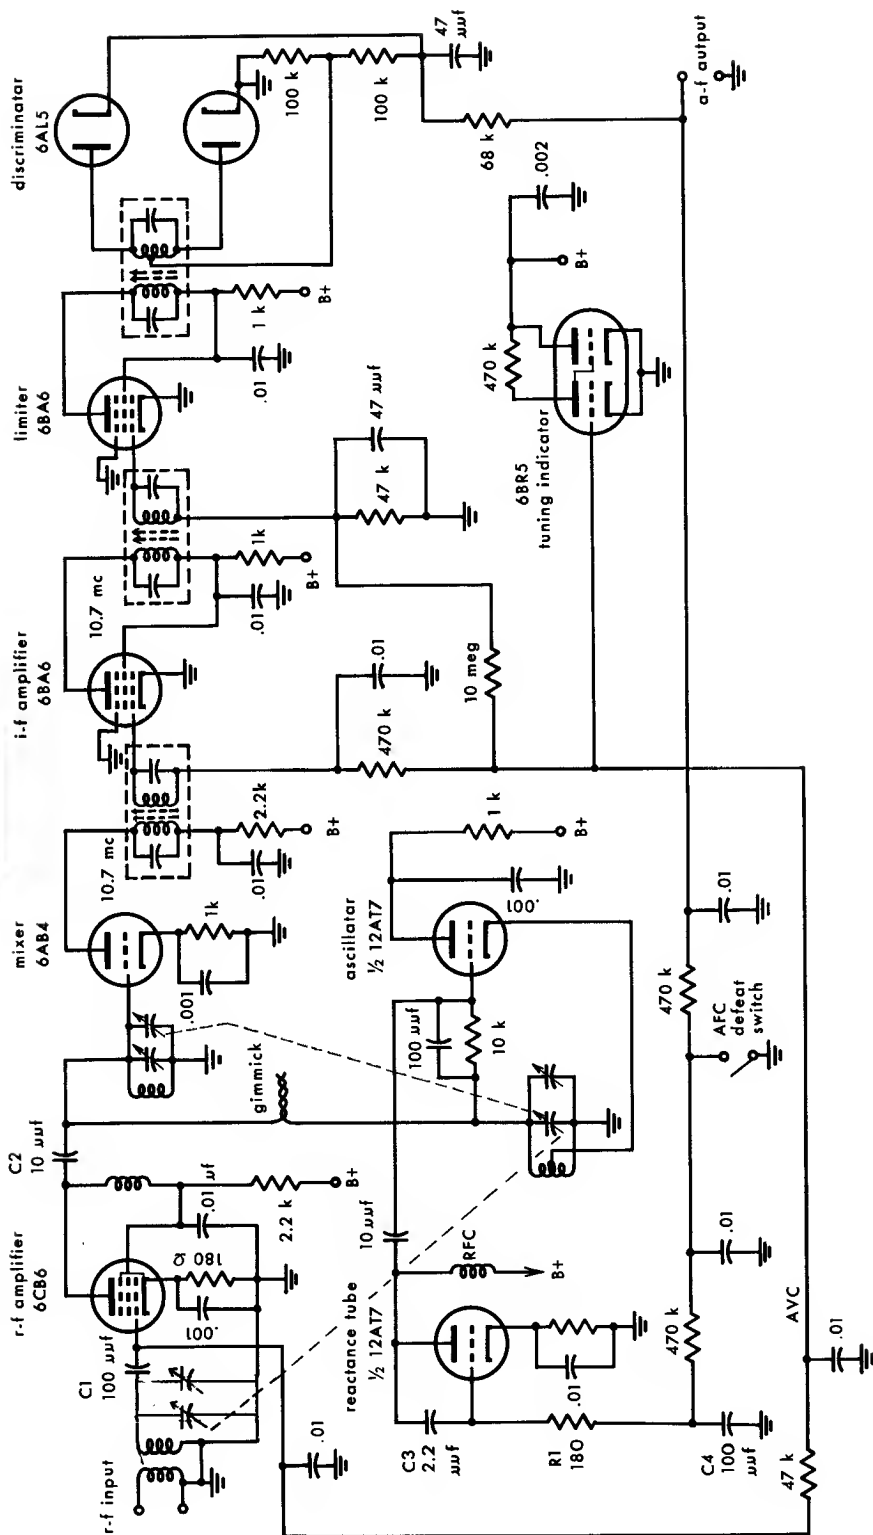 r-f amplifier
6CB6
C1
100 μμf
r-f input
.001
180 Ω
.01 μf
2.2 k
B+
.01
C2
10 μμf
gimmick
mixer
6AB4
.001
1k
10.7 mc
.01
2.2k
B+
i-f amplifier
6BA6
10.7 mc
.01
1k
B+
470 k
.01
10 meg
limiter
6BA6
47 k
47 μμf
.01
1 k
B+
discriminatar
6AL5
100 k
100 k
47
μμf
68 k
a-f autput
reactance tube
½ 12AT7
C3
2.2
μμf
R1
180
.01
C4
100
μμf
RFC
B+
10 μμf
100 μμf
10 k
ascillatar
½ 12AT7
.001
1 k
B+
6BR5
tuning indicator
470 k
B+
.002
470 k
.01
AFC
defeat
switch
470 k
.01
47 k
.01
AVC